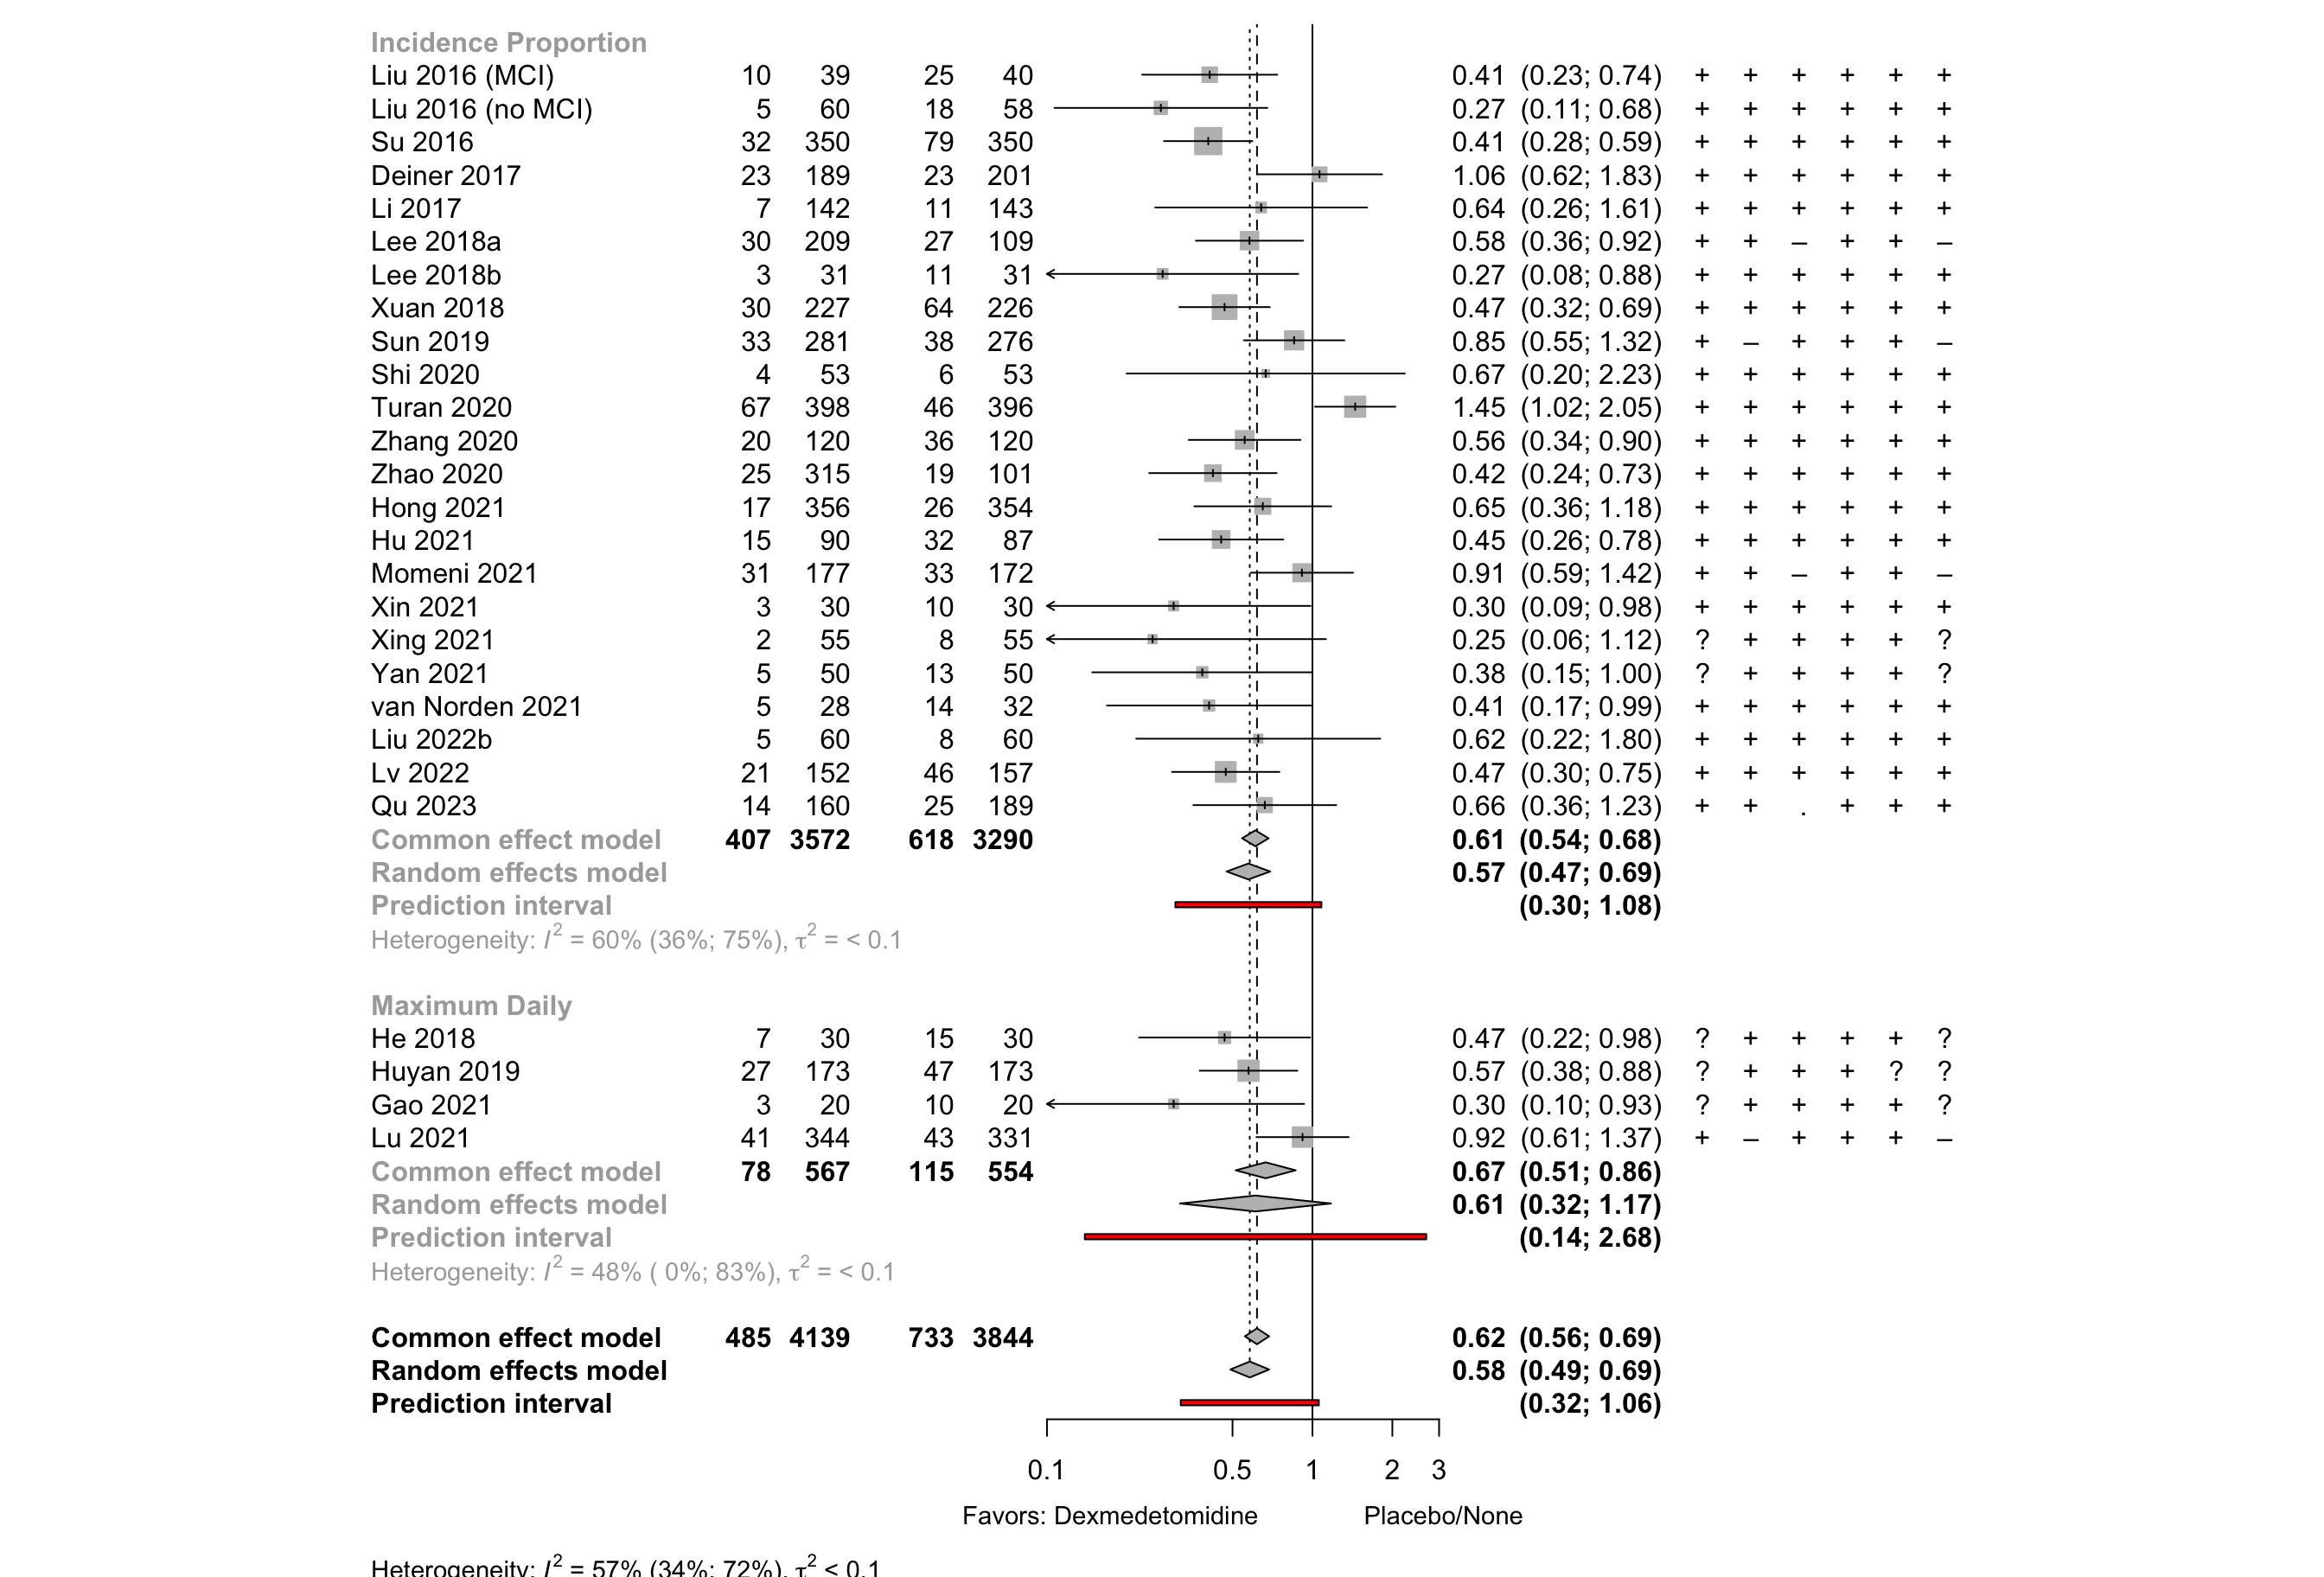 Incidence Proportion
Liu 2016 (MCI) 10 39 25 40 0.41 (0.23; 0.74) + + + + + +
Liu 2016 (no MCI) 5 60 18 58 0.27 (0.11; 0.68) + + + + + +
Su 2016 32 350 79 350 0.41 (0.28; 0.59) + + + + + +
Deiner 2017 23 189 23 201 1.06 (0.62; 1.83) + + + + + +
Li 2017 7 142 11 143 0.64 (0.26; 1.61) + + + + + +
Lee 2018a 30 209 27 109 0.58 (0.36; 0.92) + + – + + –
Lee 2018b 3 31 11 31 0.27 (0.08; 0.88) + + + + + +
Xuan 2018 30 227 64 226 0.47 (0.32; 0.69) + + + + + +
Sun 2019 33 281 38 276 0.85 (0.55; 1.32) + – + + + –
Shi 2020 4 53 6 53 0.67 (0.20; 2.23) + + + + + +
Turan 2020 67 398 46 396 1.45 (1.02; 2.05) + + + + + +
Zhang 2020 20 120 36 120 0.56 (0.34; 0.90) + + + + + +
Zhao 2020 25 315 19 101 0.42 (0.24; 0.73) + + + + + +
Hong 2021 17 356 26 354 0.65 (0.36; 1.18) + + + + + +
Hu 2021 15 90 32 87 0.45 (0.26; 0.78) + + + + + +
Momeni 2021 31 177 33 172 0.91 (0.59; 1.42) + + – + + –
Xin 2021 3 30 10 30 0.30 (0.09; 0.98) + + + + + +
Xing 2021 2 55 8 55 0.25 (0.06; 1.12) ? + + + + ?
Yan 2021 5 50 13 50 0.38 (0.15; 1.00) ? + + + + ?
van Norden 2021 5 28 14 32 0.41 (0.17; 0.99) + + + + + +
Liu 2022b 5 60 8 60 0.62 (0.22; 1.80) + + + + + +
Lv 2022 21 152 46 157 0.47 (0.30; 0.75) + + + + + +
Qu 2023 14 160 25 189 0.66 (0.36; 1.23) + + . + + +
Common effect model 407 3572 618 3290 0.61 (0.54; 0.68)
Random effects model 0.57 (0.47; 0.69)
Prediction interval (0.30; 1.08)
Heterogeneity: I² = 60% (36%; 75%), τ² = < 0.1
Maximum Daily
He 2018 7 30 15 30 0.47 (0.22; 0.98) ? + + + + ?
Huyan 2019 27 173 47 173 0.57 (0.38; 0.88) ? + + + ? ?
Gao 2021 3 20 10 20 0.30 (0.10; 0.93) ? + + + + ?
Lu 2021 41 344 43 331 0.92 (0.61; 1.37) + – + + + –
Common effect model 78 567 115 554 0.67 (0.51; 0.86)
Random effects model 0.61 (0.32; 1.17)
Prediction interval (0.14; 2.68)
Heterogeneity: I² = 48% ( 0%; 83%), τ² = < 0.1
Common effect model 485 4139 733 3844 0.62 (0.56; 0.69)
Random effects model 0.58 (0.49; 0.69)
Prediction interval (0.32; 1.06)
0.1 0.5 1 2 3
Favors: Dexmedetomidine Placebo/None
Heterogeneity: I² = 57% (34%; 72%), τ² < 0.1